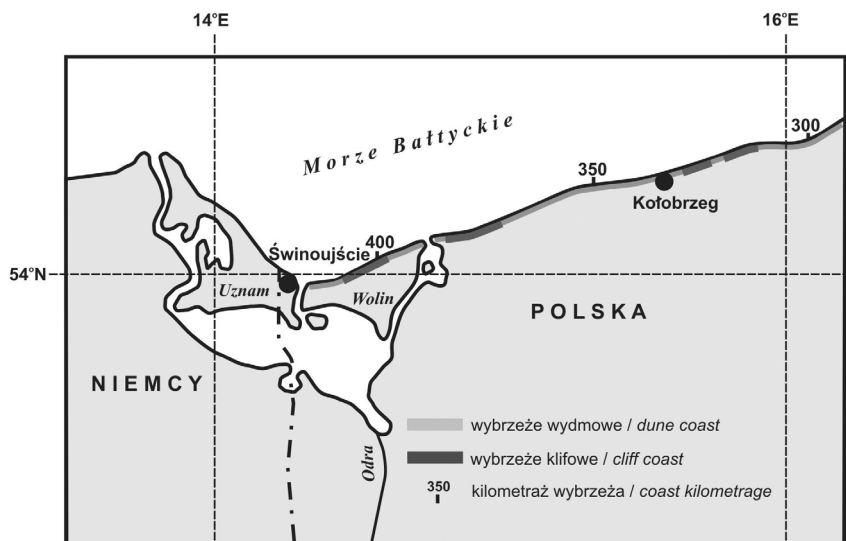 14°E 16°E
Morze Bałtyckie
300
350
Kołobrzeg
Świnoujście 400
54°N
Uznam Wolin
POLSKA
NIEMCY
wybrzeże wydmowe / dune coast
wybrzeże klifowe / cliff coast
Odra
350 kilometraż wybrzeża / coast kilometrage